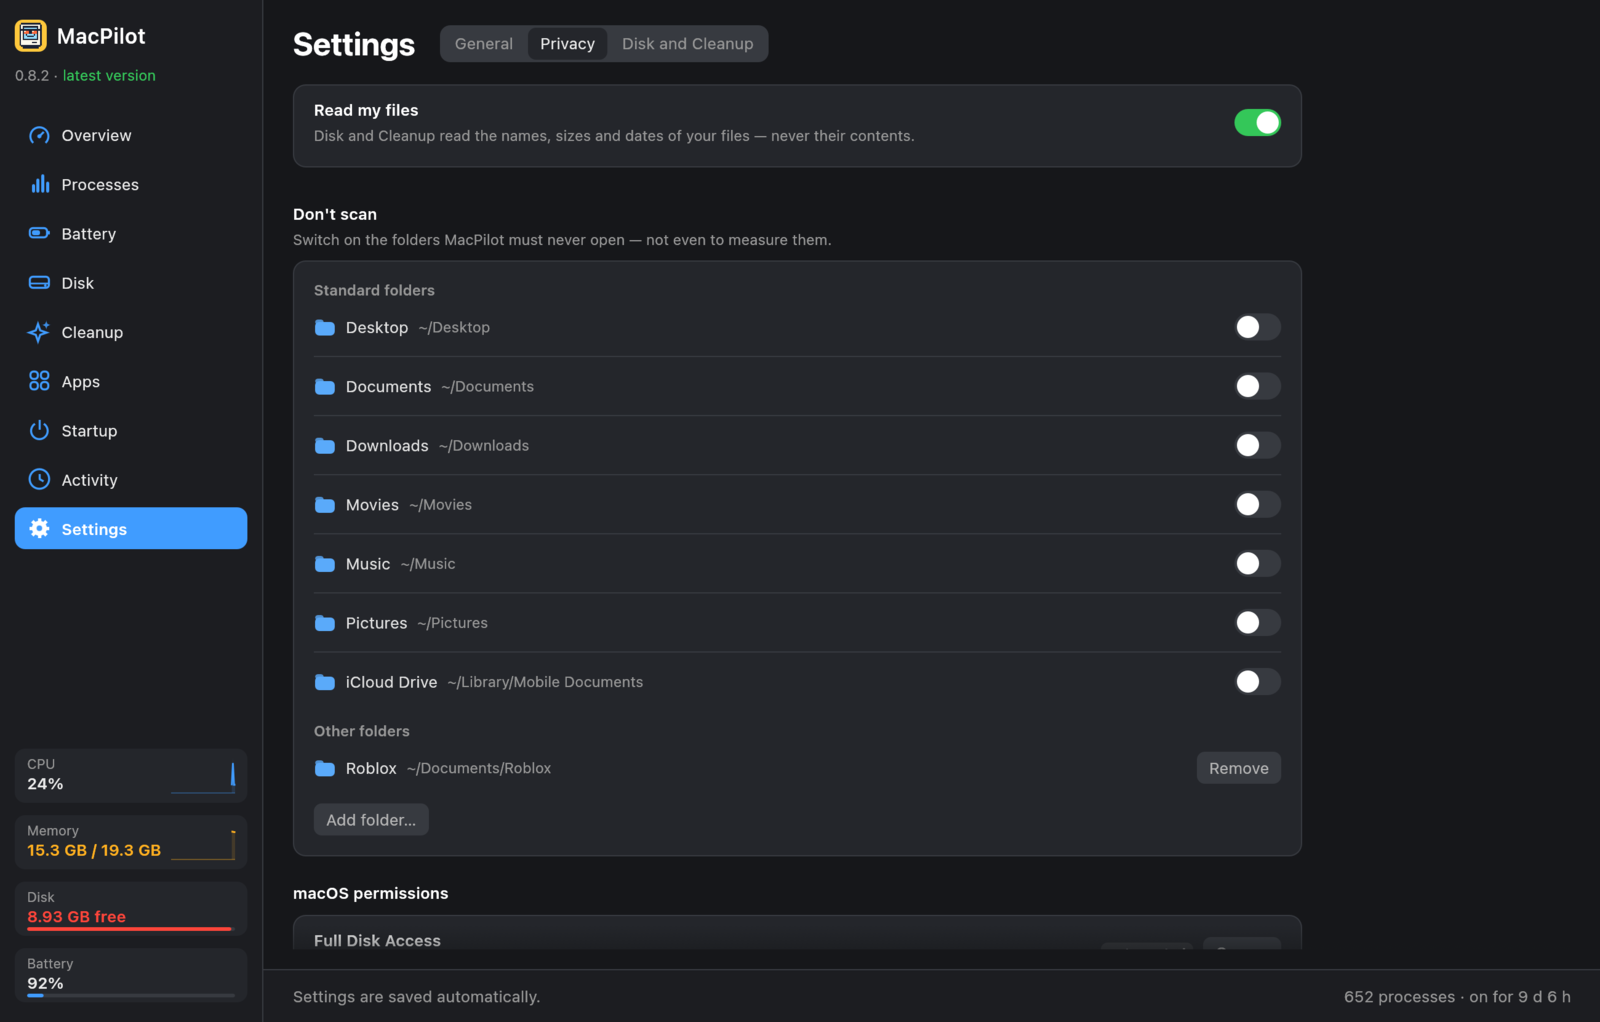 MacPilot
0.8.2 · latest version
Overview
Processes
Battery
Disk
Cleanup
Apps
Startup
Activity
Settings
CPU
24%
Memory
15.3 GB / 19.3 GB
Disk
8.93 GB free
Battery
92%
Settings
General Privacy Disk and Cleanup
Read my files
Disk and Cleanup read the names, sizes and dates of your files — never their contents.
Don't scan
Switch on the folders MacPilot must never open — not even to measure them.
Standard folders
Desktop ~/Desktop
Documents ~/Documents
Downloads ~/Downloads
Movies ~/Movies
Music ~/Music
Pictures ~/Pictures
iCloud Drive ~/Library/Mobile Documents
Other folders
Roblox ~/Documents/Roblox Remove
Add folder...
macOS permissions
Full Disk Access
Settings are saved automatically.
652 processes · on for 9 d 6 h